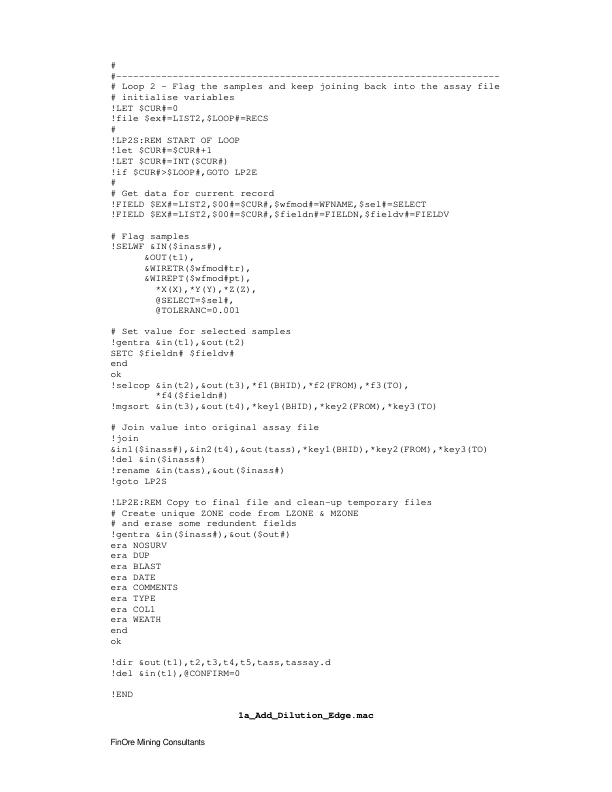 #
#--------------------------------------------------------------------
# Loop 2 - Flag the samples and keep joining back into the assay file
# initialise variables
!LET $CUR#=0
!file $ex#=LIST2,$LOOP#=RECS
#
!LP2S:REM START OF LOOP
!let $CUR#=$CUR#+1
!LET $CUR#=INT($CUR#)
!if $CUR#>$LOOP#,GOTO LP2E
#
# Get data for current record
!FIELD $EX#=LIST2,$00#=$CUR#,$wfmod#=WFNAME,$sel#=SELECT
!FIELD $EX#=LIST2,$00#=$CUR#,$fieldn#=FIELDN,$fieldv#=FIELDV

# Flag samples
!SELWF &IN($inass#),
      &OUT(t1),
      &WIRETR($wfmod#tr),
      &WIREPT($wfmod#pt),
        *X(X),*Y(Y),*Z(Z),
        @SELECT=$sel#,
        @TOLERANC=0.001

# Set value for selected samples
!gentra &in(t1),&out(t2)
SETC $fieldn# $fieldv#
end
ok
!selcop &in(t2),&out(t3),*f1(BHID),*f2(FROM),*f3(TO),
        *f4($fieldn#)
!mgsort &in(t3),&out(t4),*key1(BHID),*key2(FROM),*key3(TO)

# Join value into original assay file
!join
&in1($inass#),&in2(t4),&out(tass),*key1(BHID),*key2(FROM),*key3(TO)
!del &in($inass#)
!rename &in(tass),&out($inass#)
!goto LP2S

!LP2E:REM Copy to final file and clean-up temporary files
# Create unique ZONE code from LZONE & MZONE
# and erase some redundent fields
!gentra &in($inass#),&out($out#)
era NOSURV
era DUP
era BLAST
era DATE
era COMMENTS
era TYPE
era COL1
era WEATH
end
ok

!dir &out(t1),t2,t3,t4,t5,tass,tassay.d
!del &in(t1),@CONFIRM=0

!END

1a_Add_Dilution_Edge.mac

FinOre Mining Consultants